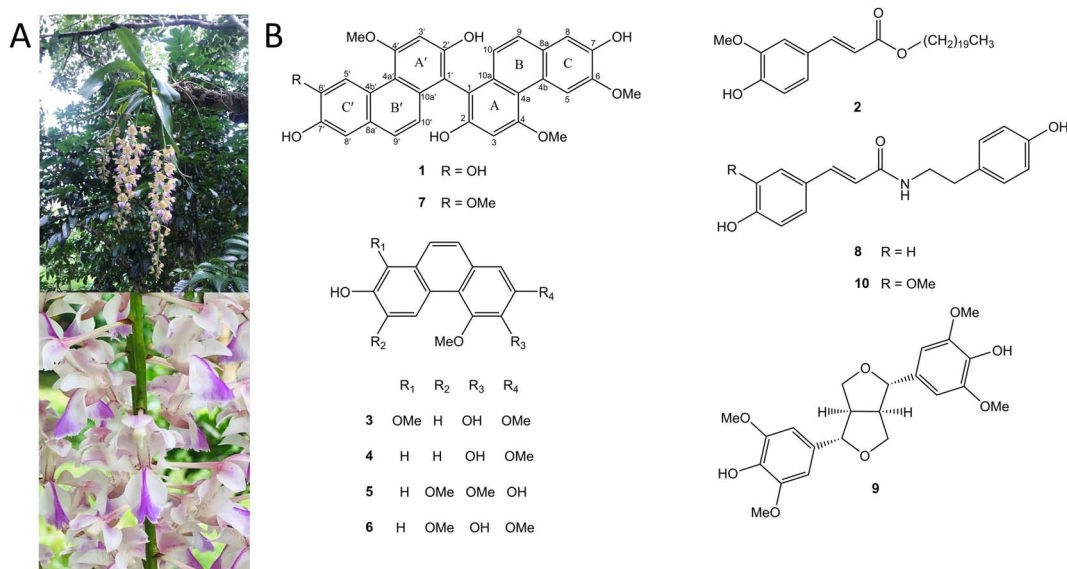 A
B
MeO
4'
3'
OH
2'
A'
R
5'
4a'
1'
6'
4b'
10a'
C'
B'
7'
HO
8a'
10'
8'
9'
9
8
OH
10
8a
7
B
C
10a
4b
6
1
4a
5
OMe
A
2
4
HO
3
OMe
1 R = OH
7 R = OMe
R1
HO
R4
R2
MeO
R3
R1 R2 R3 R4
3 OMe H OH OMe
4 H H OH OMe
5 H OMe OMe OH
6 H OMe OH OMe
O
MeO
O
(CH2)19CH3
HO
2
OH
O
R
N
H
HO
8 R = H
10 R = OMe
OMe
OH
O
OMe
H
H
MeO
O
HO
OMe
9